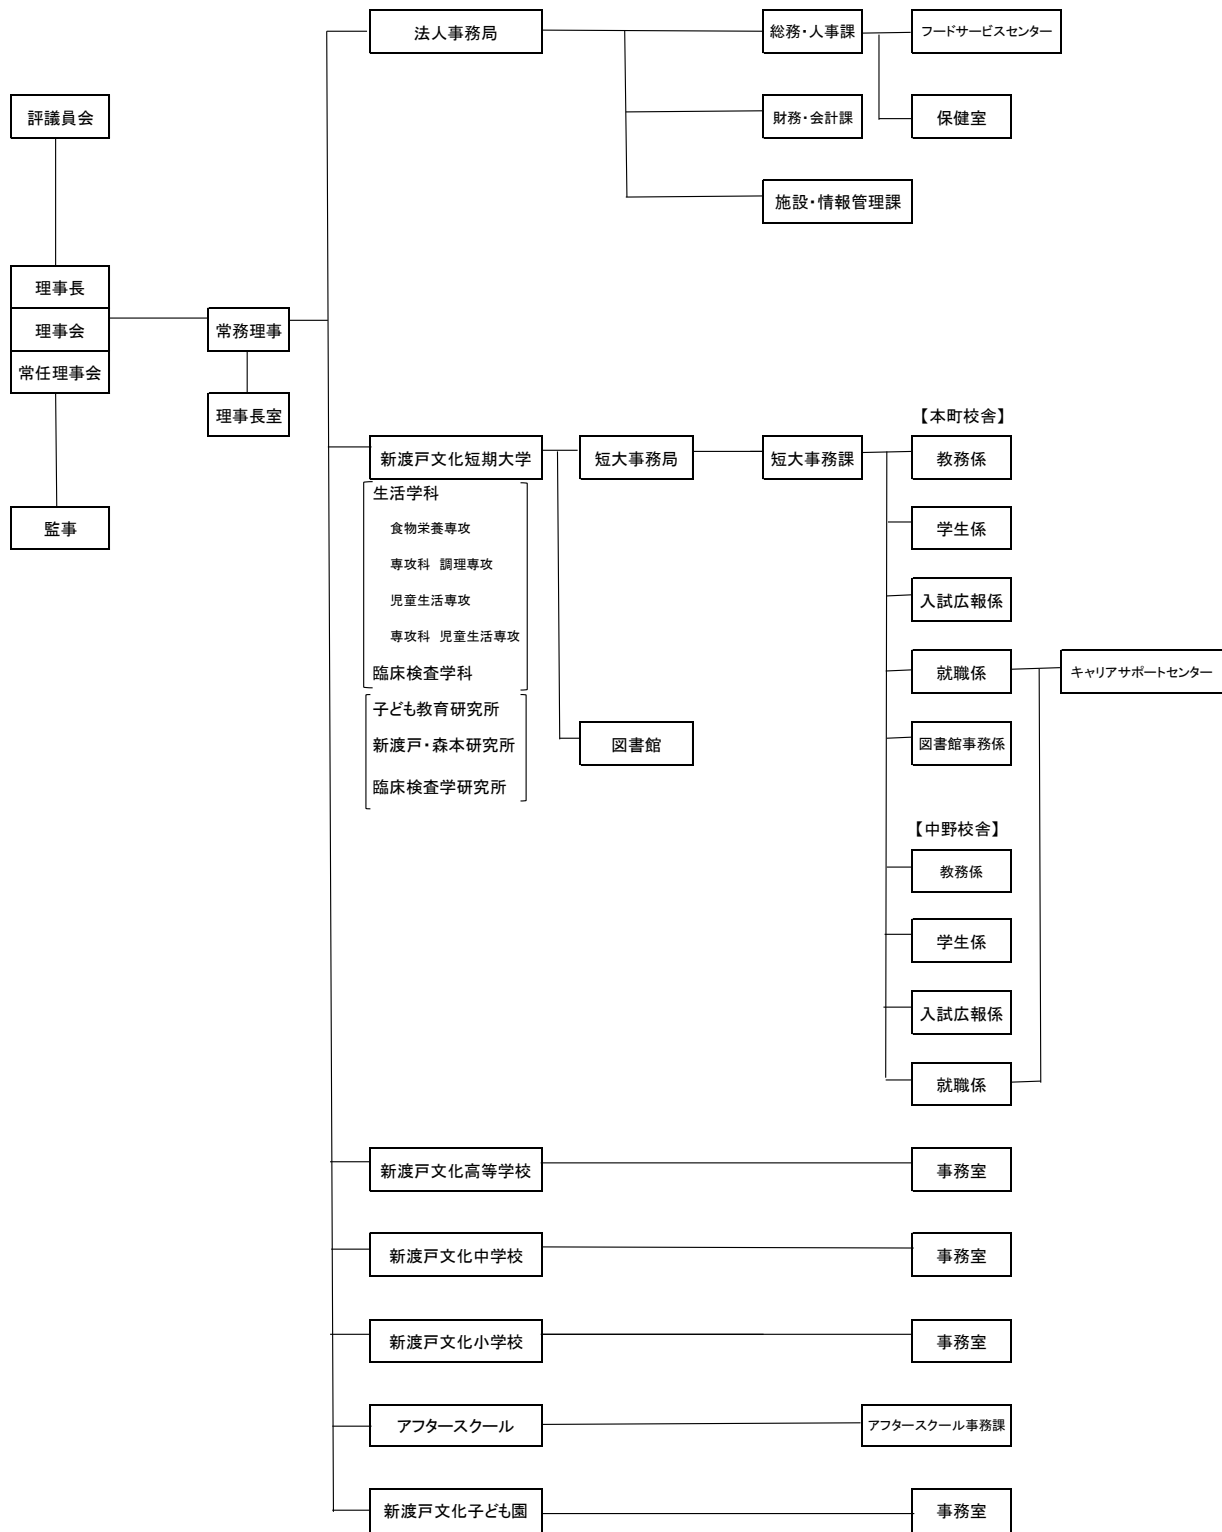 法人事務局
総務・人事課
フードサービスセンター
評議員会
財務・会計課
保健室
施設・情報管理課
理事長
理事会
常任理事会
常務理事
理事長室
監事
【本町校舎】
新渡戸文化短期大学
短大事務局
短大事務課
教務係
生活学科
食物栄養専攻
学生係
専攻科 調理専攻
児童生活専攻
入試広報係
専攻科 児童生活専攻
臨床検査学科
就職係
キャリアサポートセンター
子ども教育研究所
新渡戸・森本研究所
図書館
図書館事務係
臨床検査学研究所
【中野校舎】
教務係
学生係
入試広報係
就職係
新渡戸文化高等学校
事務室
新渡戸文化中学校
事務室
新渡戸文化小学校
事務室
アフタースクール
アフタースクール事務課
新渡戸文化子ども園
事務室